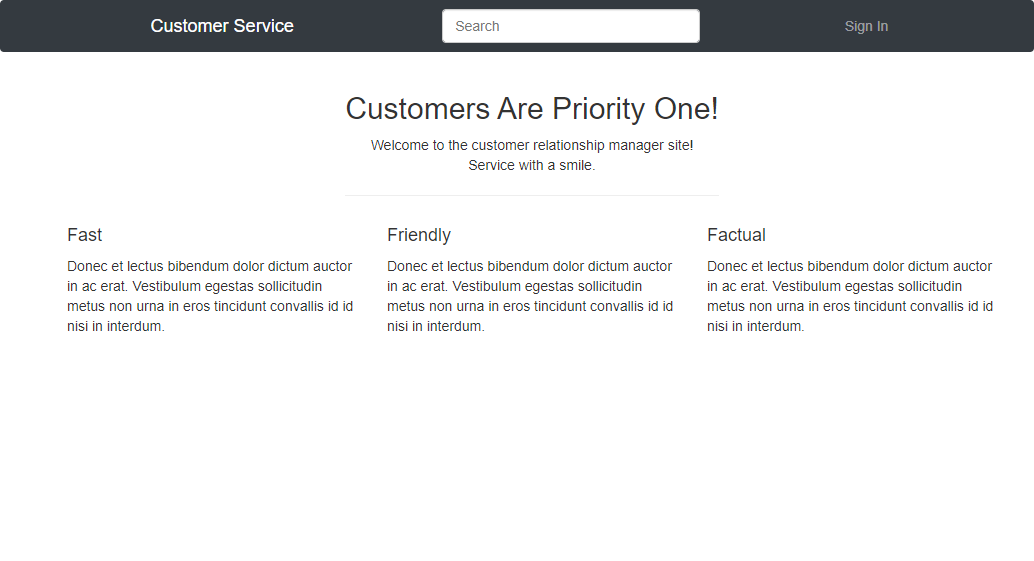 Customer Service Search Sign In
Customers Are Priority One!
Welcome to the customer relationship manager site!
Service with a smile.
Fast
Donec et lectus bibendum dolor dictum auctor
in ac erat. Vestibulum egestas sollicitudin
metus non urna in eros tincidunt convallis id id
nisi in interdum.
Friendly
Donec et lectus bibendum dolor dictum auctor
in ac erat. Vestibulum egestas sollicitudin
metus non urna in eros tincidunt convallis id id
nisi in interdum.
Factual
Donec et lectus bibendum dolor dictum auctor
in ac erat. Vestibulum egestas sollicitudin
metus non urna in eros tincidunt convallis id id
nisi in interdum.